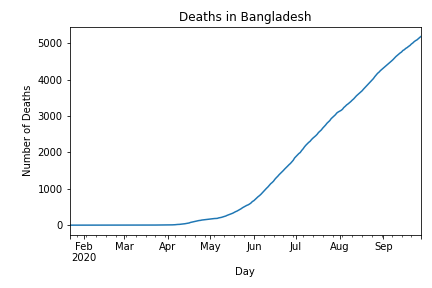 Deaths in Bangladesh
Number of Deaths
5000
4000
3000
2000
1000
0
Feb Mar Apr May Jun Jul Aug Sep
2020
Day